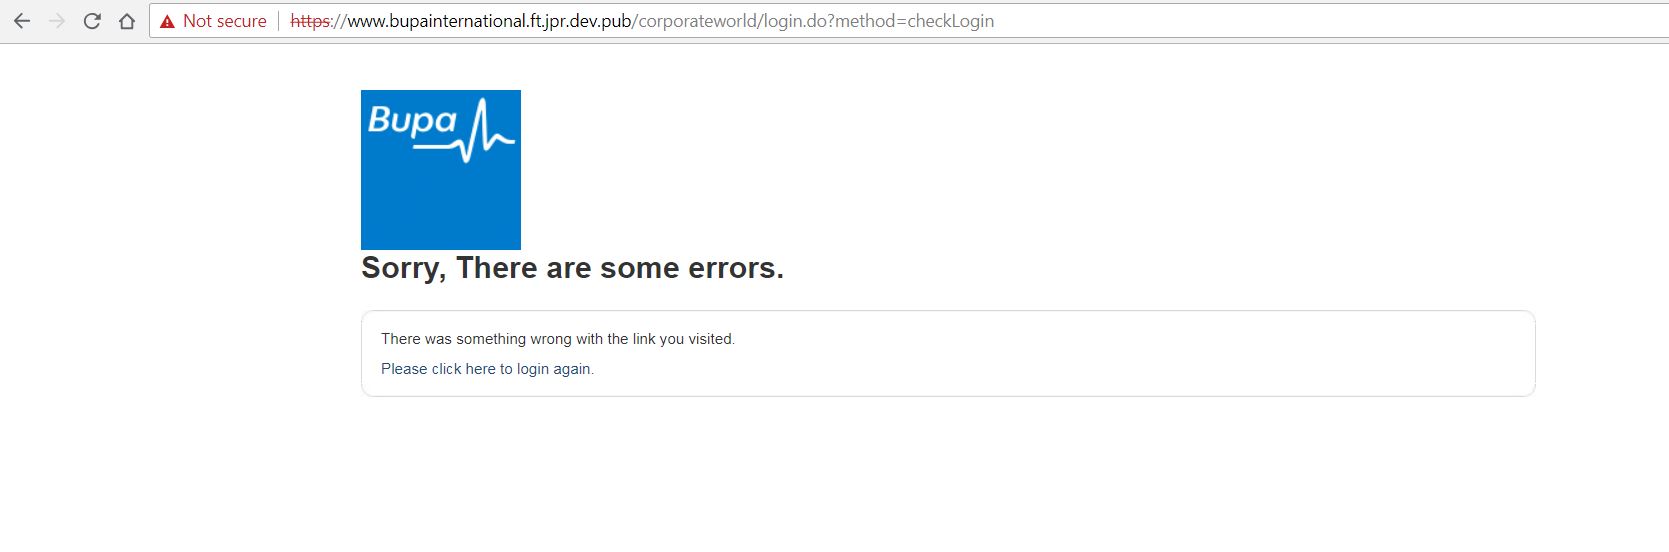 Not secure https://www.bupainternational.ft.jpr.dev.pub/corporateworld/login.do?method=checkLogin
Bupa
Sorry, There are some errors.
There was something wrong with the link you visited.
Please click here to login again.